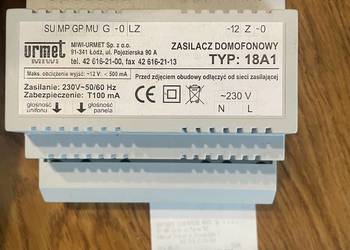 SU MP GP MU G -0 LZ -12 Z -0
urmet
MIWI
MIWI-URMET Sp. z o.o.
91-341 Łódź, ul. Pojezierska 90 A
tel. 42 616-21-00, fax 42 616-21-13
ZASILACZ DOMOFONOWY
TYP: 18A1
Maks. obciążenie wyjść: ~12 V < 500 mA
Przed zdjęciem obudowy odłączyć od sieci zasilającej
Zasilanie: 230V~50/60 Hz
Zabezpieczenie: T100 mA
~230 V
głośność unifonu
głośność panelu
N L